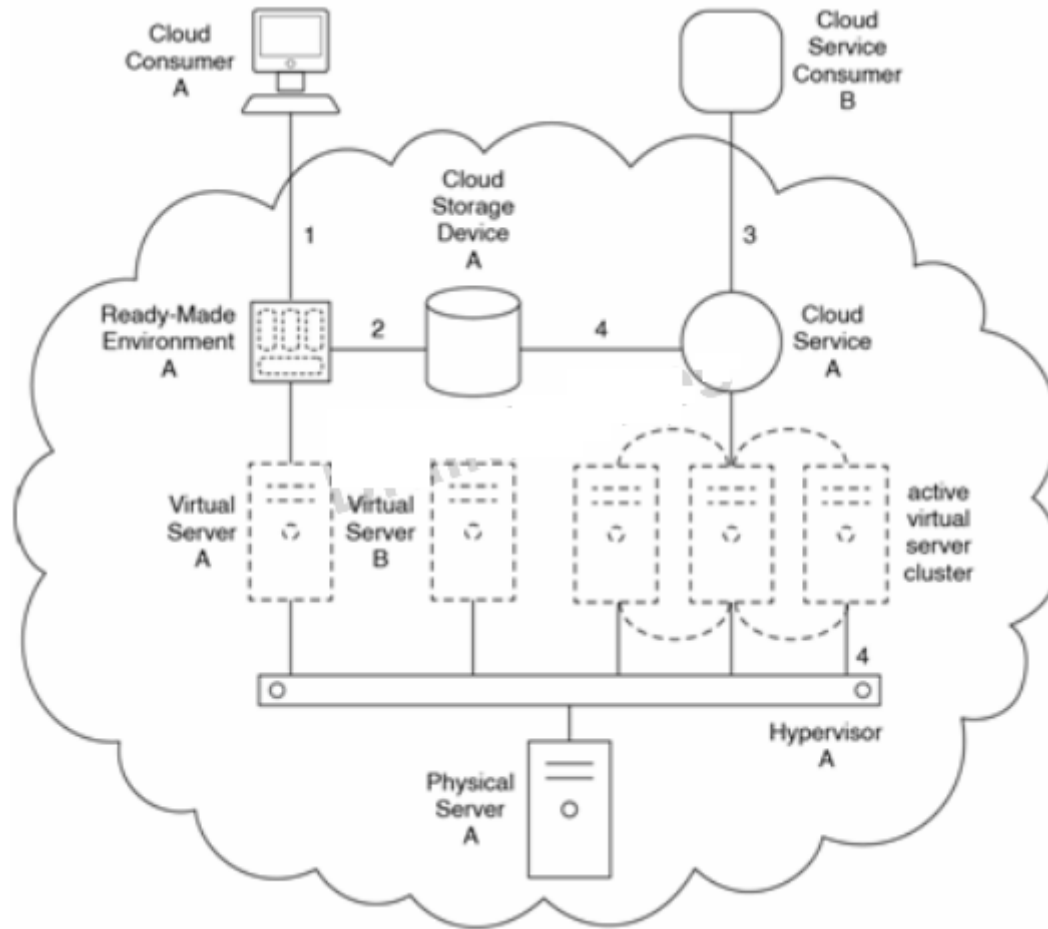 Cloud
Consumer
A
Cloud
Service
Consumer
B
Cloud
Storage
Device
A
1
3
Ready-Made
Environment
A
2
4
Cloud
Service
A
Virtual
Server
A
Virtual
Server
B
active
virtual
server
cluster
4
Hypervisor
A
Physical
Server
A